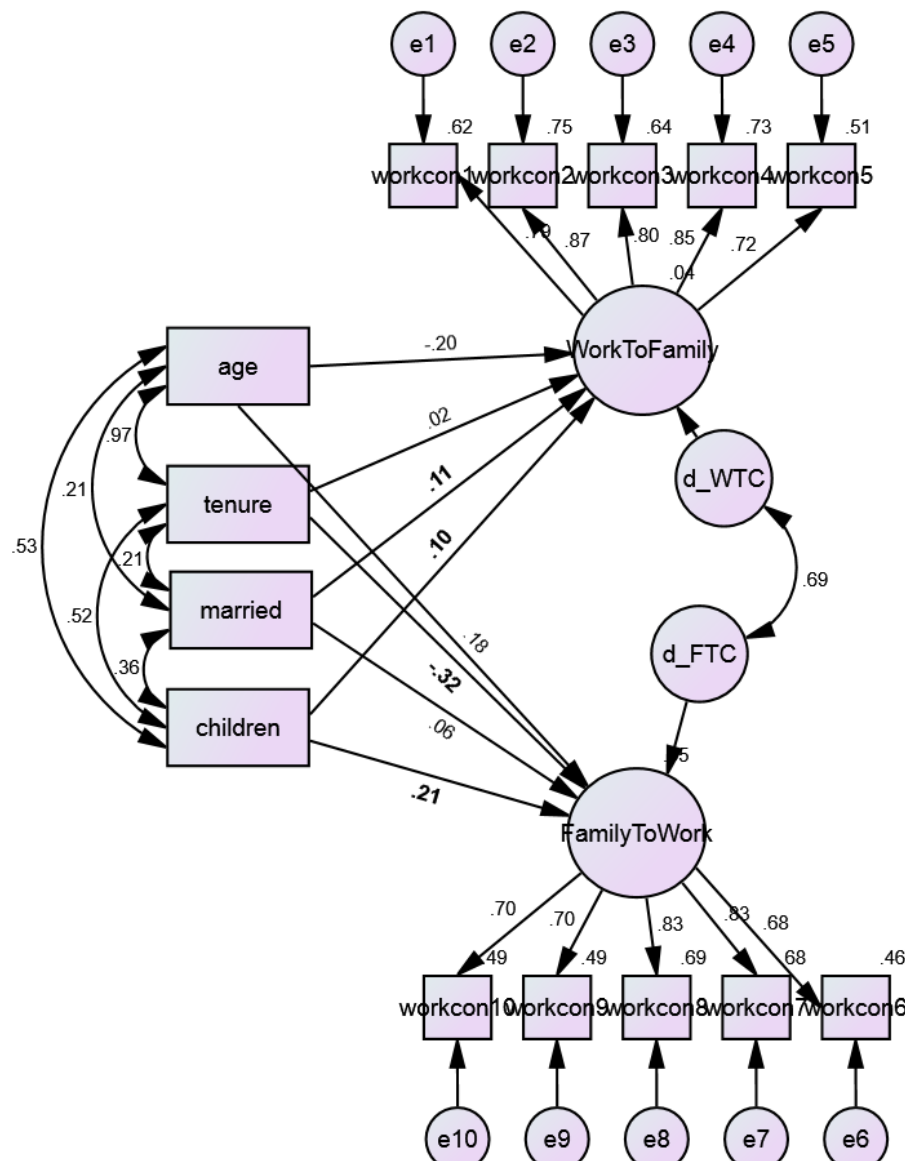 e1 e2 e3 e4 e5
.62 .75 .64 .73 .51
workcon1 workcon2 workcon3 workcon4 workcon5
.79 .87 .80 .85 .72
.04
WorkToFamily
age
-.20
.02
.97
.11
d_WTC
tenure
.21
.10
.53
.21
.69
married
.52
.18
d_FTC
-.32
.36
.06
children
.21
FamilyToWork
.70 .70 .83 .83 .68
.49 .49 .69 .68 .46
workcon10 workcon9 workcon8 workcon7 workcon6
e10 e9 e8 e7 e6